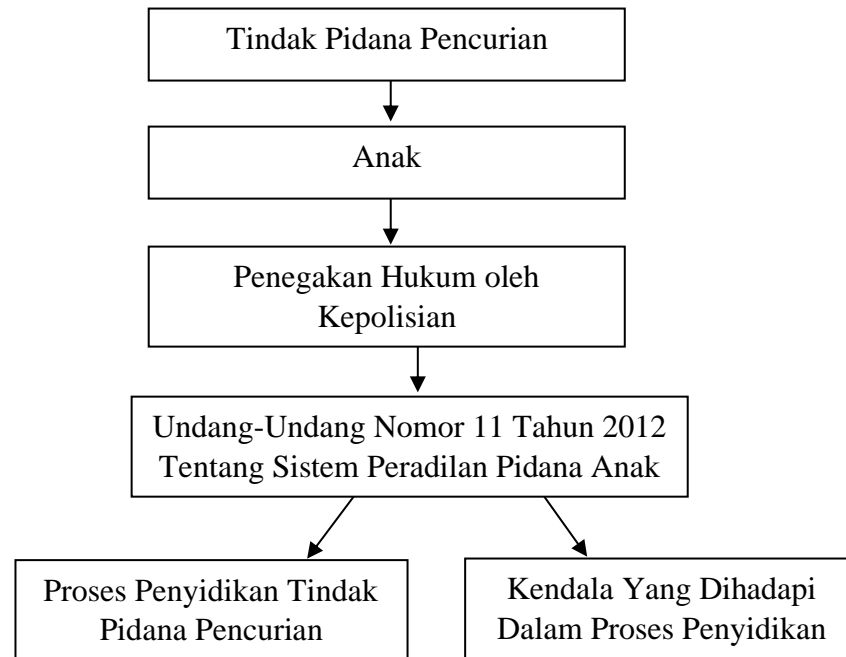 Tindak Pidana Pencurian
Anak
Penegakan Hukum oleh
Kepolisian
Undang-Undang Nomor 11 Tahun 2012
Tentang Sistem Peradilan Pidana Anak
Proses Penyidikan Tindak
Pidana Pencurian
Kendala Yang Dihadapi
Dalam Proses Penyidikan